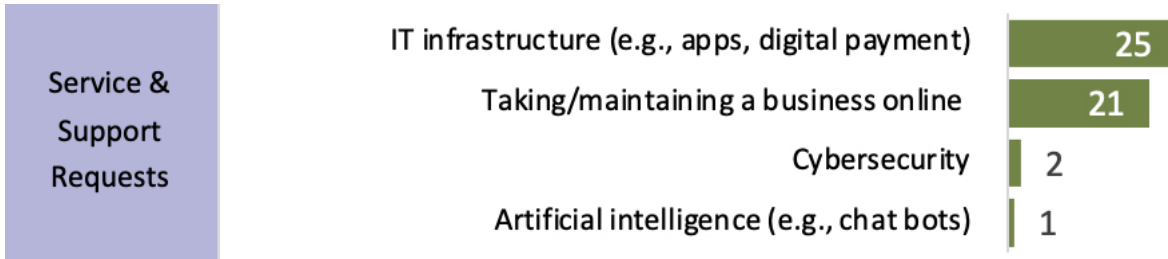 Service &
Support
Requests
IT infrastructure (e.g., apps, digital payment) 25
Taking/maintaining a business online 21
Cybersecurity 2
Artificial intelligence (e.g., chat bots) 1